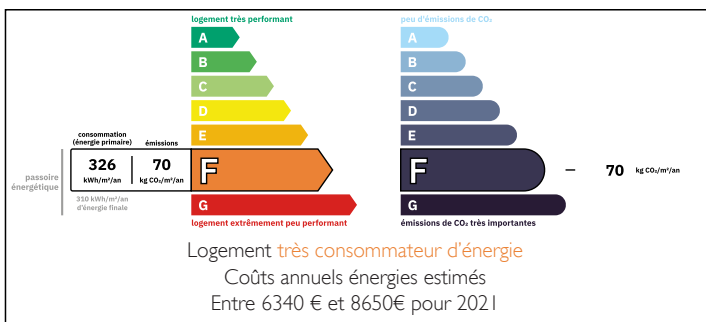 logement très performant
A
B
C
D
E
consommation
(énergie primaire)
émissions
passoire
énergétique
326
kWh/m²/an
70
kg CO₂/m²/an
F
310 kWh/m²/an
d'énergie finale
G
logement extrêmement peu performant
peu d'émissions de CO₂
A
B
C
D
E
F
70 kg CO₂/m²/an
G
émissions de CO₂ très importantes
Logement très consommateur d'énergie
Coûts annuels énergies estimés
Entre 6340 € et 8650€ pour 2021